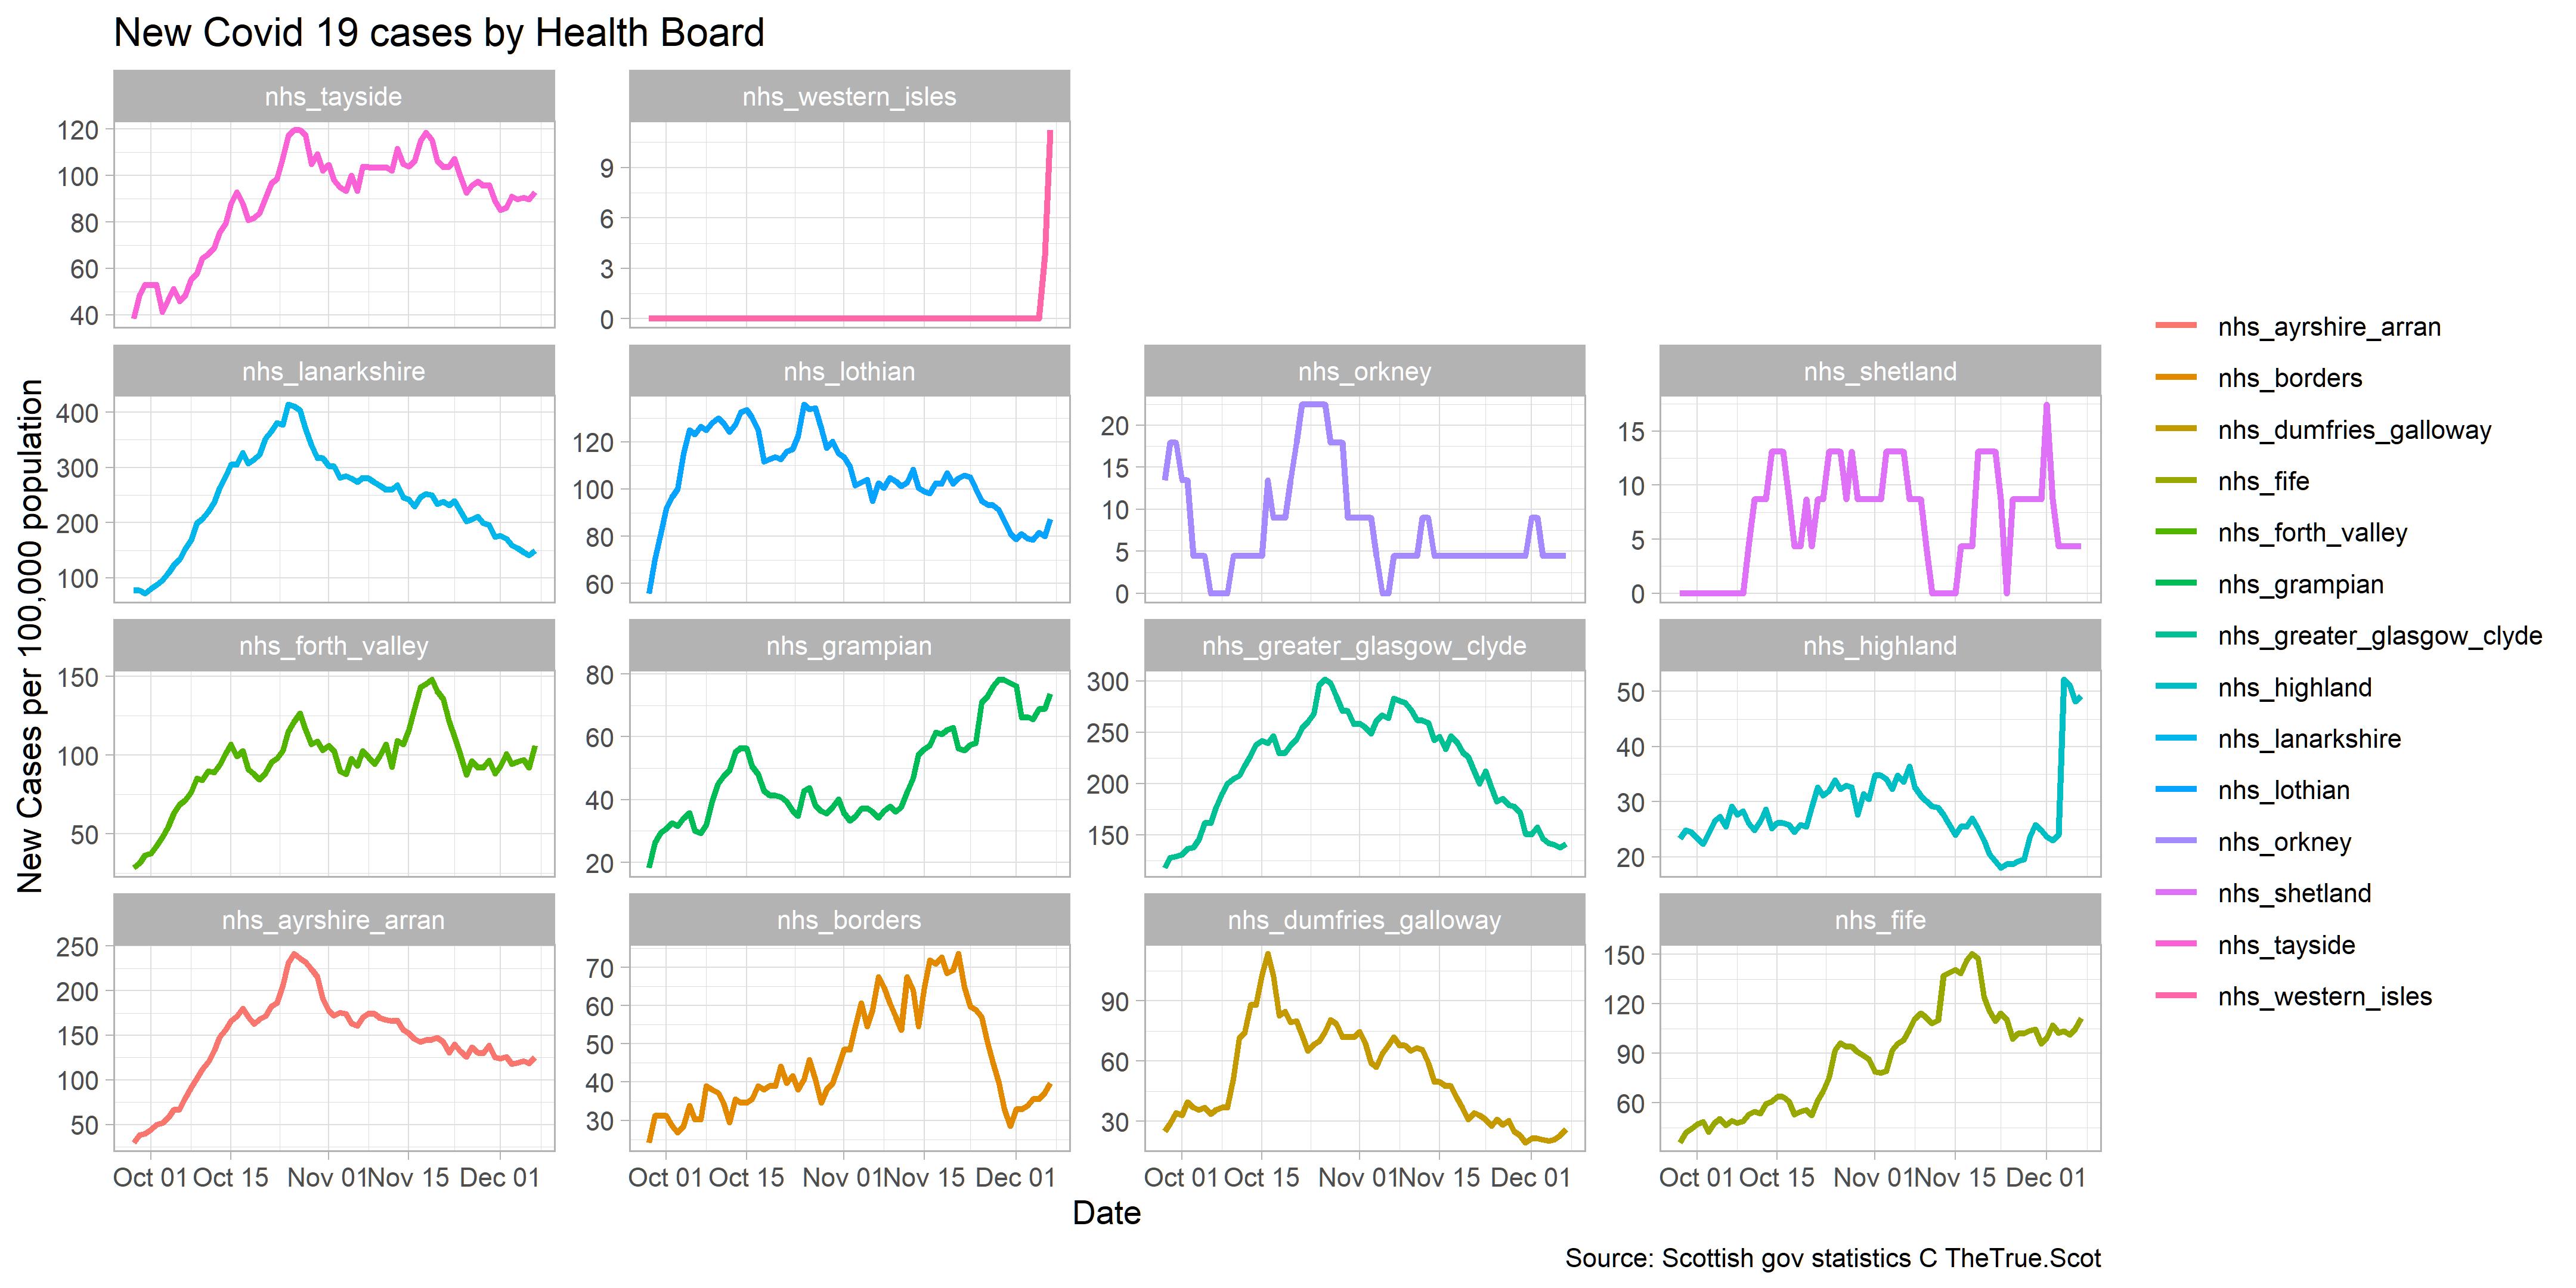 New Covid 19 cases by Health Board
nhs_tayside
nhs_western_isles
120
100
80
60
40
9
6
3
0
nhs_lanarkshire
nhs_lothian
nhs_orkney
nhs_shetland
400
300
200
100
120
100
80
60
20
15
10
5
0
15
10
5
0
nhs_forth_valley
nhs_grampian
nhs_greater_glasgow_clyde
nhs_highland
150
100
50
80
60
40
20
300
250
200
150
50
40
30
20
nhs_ayrshire_arran
nhs_borders
nhs_dumfries_galloway
nhs_fife
250
200
150
100
50
70
60
50
40
30
90
60
30
150
120
90
60
Oct 01 Oct 15 Nov 01 Nov 15 Dec 01
Oct 01 Oct 15 Nov 01 Nov 15 Dec 01
Oct 01 Oct 15 Nov 01 Nov 15 Dec 01
Oct 01 Oct 15 Nov 01 Nov 15 Dec 01
New Cases per 100,000 population
Date
nhs_ayrshire_arran
nhs_borders
nhs_dumfries_galloway
nhs_fife
nhs_forth_valley
nhs_grampian
nhs_greater_glasgow_clyde
nhs_highland
nhs_lanarkshire
nhs_lothian
nhs_orkney
nhs_shetland
nhs_tayside
nhs_western_isles
Source: Scottish gov statistics C TheTrue.Scot